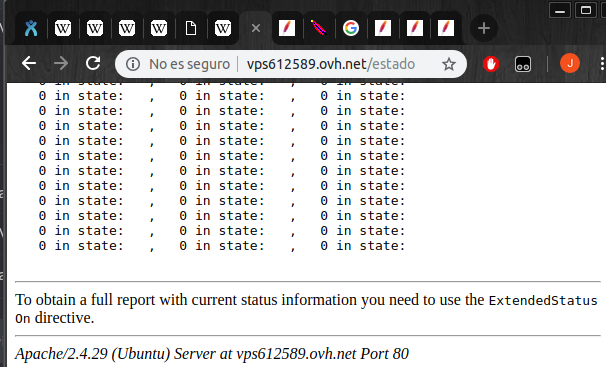 W W W W W G
No es seguro | vps612589.ovh.net/estado J
0 in state: , 0 in state: , 0 in state:
0 in state: , 0 in state: , 0 in state:
0 in state: , 0 in state: , 0 in state:
0 in state: , 0 in state: , 0 in state:
0 in state: , 0 in state: , 0 in state:
0 in state: , 0 in state: , 0 in state:
0 in state: , 0 in state: , 0 in state:
0 in state: , 0 in state: , 0 in state:
0 in state: , 0 in state: , 0 in state:
0 in state: , 0 in state: , 0 in state:
0 in state: , 0 in state: , 0 in state:
0 in state: , 0 in state: , 0 in state:
To obtain a full report with current status information you need to use the ExtendedStatus
On directive.
Apache/2.4.29 (Ubuntu) Server at vps612589.ovh.net Port 80